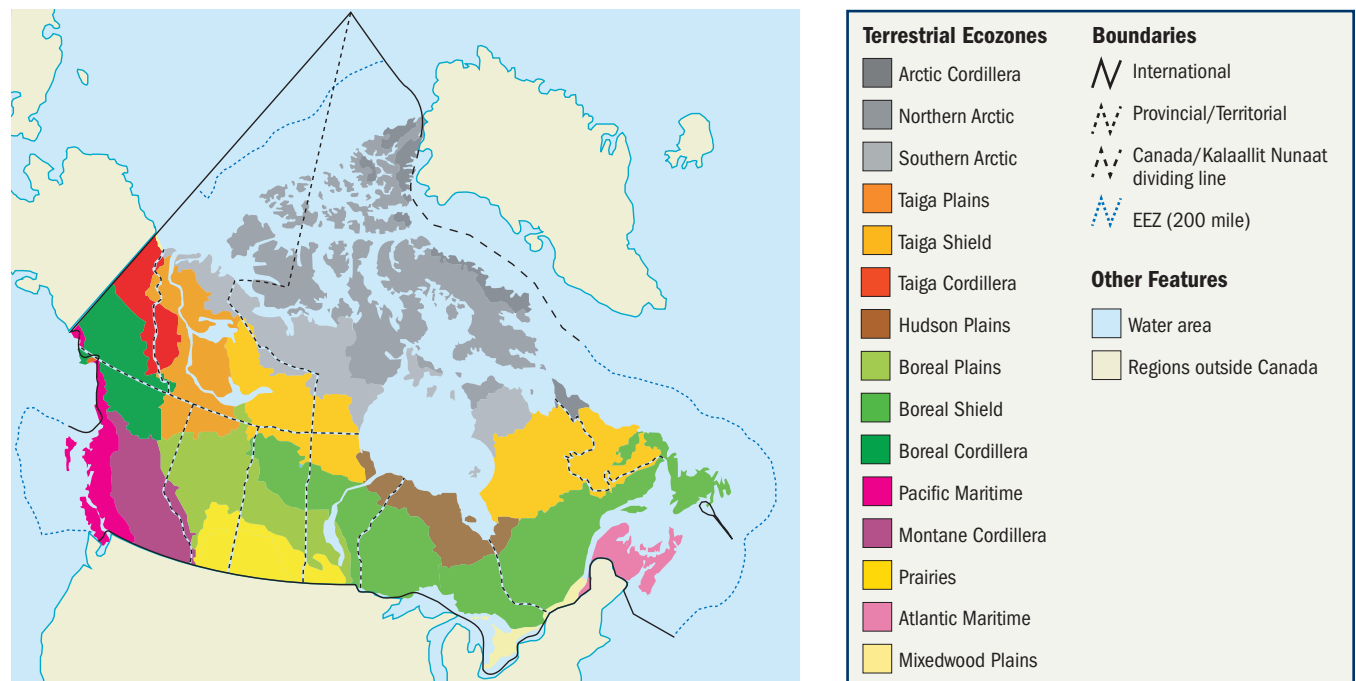 Terrestrial Ecozones
Arctic Cordillera
Northern Arctic
Southern Arctic
Taiga Plains
Taiga Shield
Taiga Cordillera
Hudson Plains
Boreal Plains
Boreal Shield
Boreal Cordillera
Pacific Maritime
Montane Cordillera
Prairies
Atlantic Maritime
Mixedwood Plains
Boundaries
International
Provincial/Territorial
Canada/Kalaallit Nunaat
dividing line
EEZ (200 mile)
Other Features
Water area
Regions outside Canada